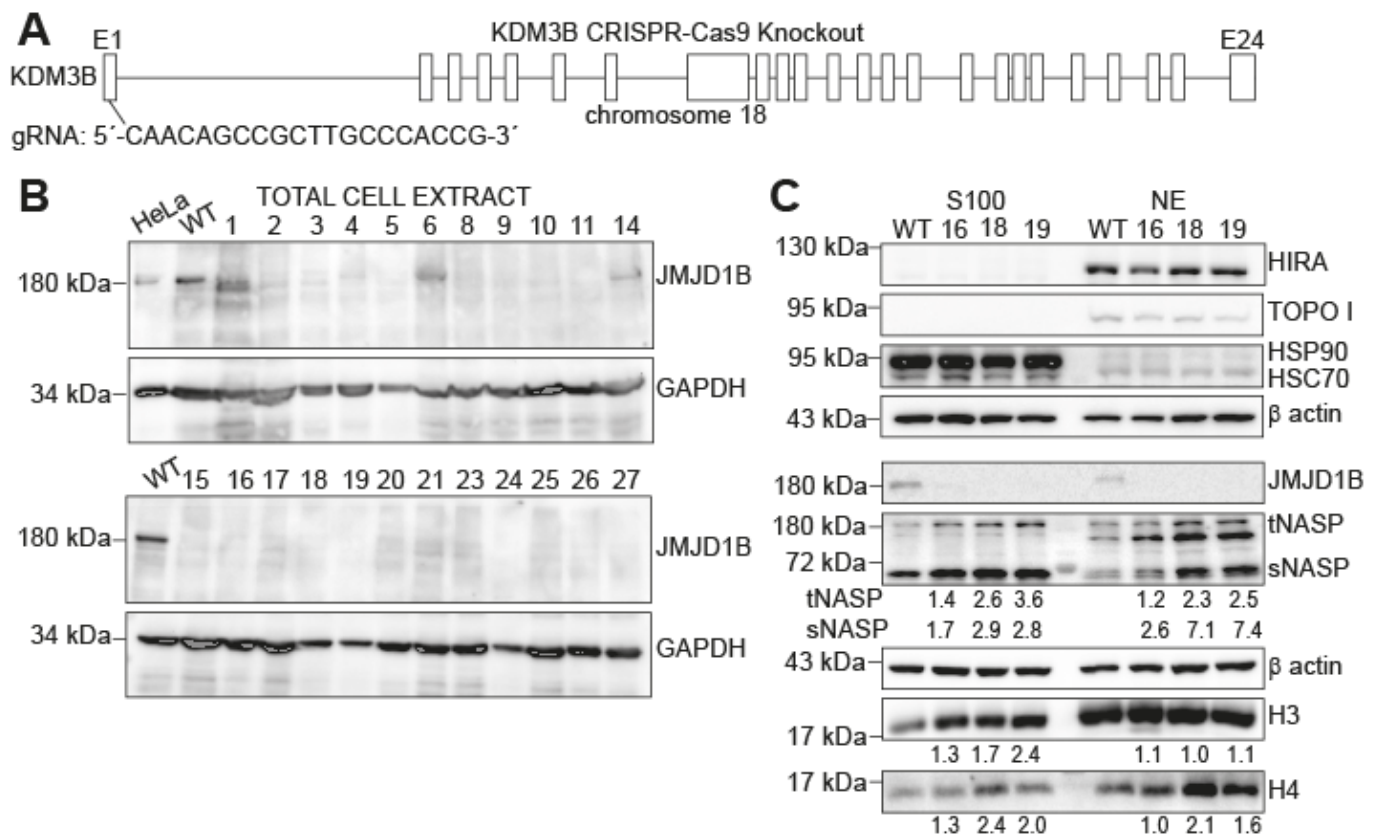 A
KDM3B CRISPR-Cas9 Knockout
E1
E24
KDM3B
chromosome 18
gRNA: 5´-CAACAGCCGCTTGCCCACCG-3´
B
TOTAL CELL EXTRACT
HeLa WT 1 2 3 4 5 6 8 9 10 11 14
180 kDa
JMJD1B
34 kDa
GAPDH
WT 15 16 17 18 19 20 21 23 24 25 26 27
180 kDa
JMJD1B
34 kDa
GAPDH
C
S100 NE
WT 16 18 19 WT 16 18 19
130 kDa
HIRA
95 kDa
TOPO I
95 kDa
HSP90
HSC70
43 kDa
β actin
180 kDa
JMJD1B
180 kDa
tNASP
72 kDa
sNASP
tNASP 1.4 2.6 3.6 1.2 2.3 2.5
sNASP 1.7 2.9 2.8 2.6 7.1 7.4
43 kDa
β actin
H3
17 kDa
1.3 1.7 2.4 1.1 1.0 1.1
17 kDa
H4
1.3 2.4 2.0 1.0 2.1 1.6